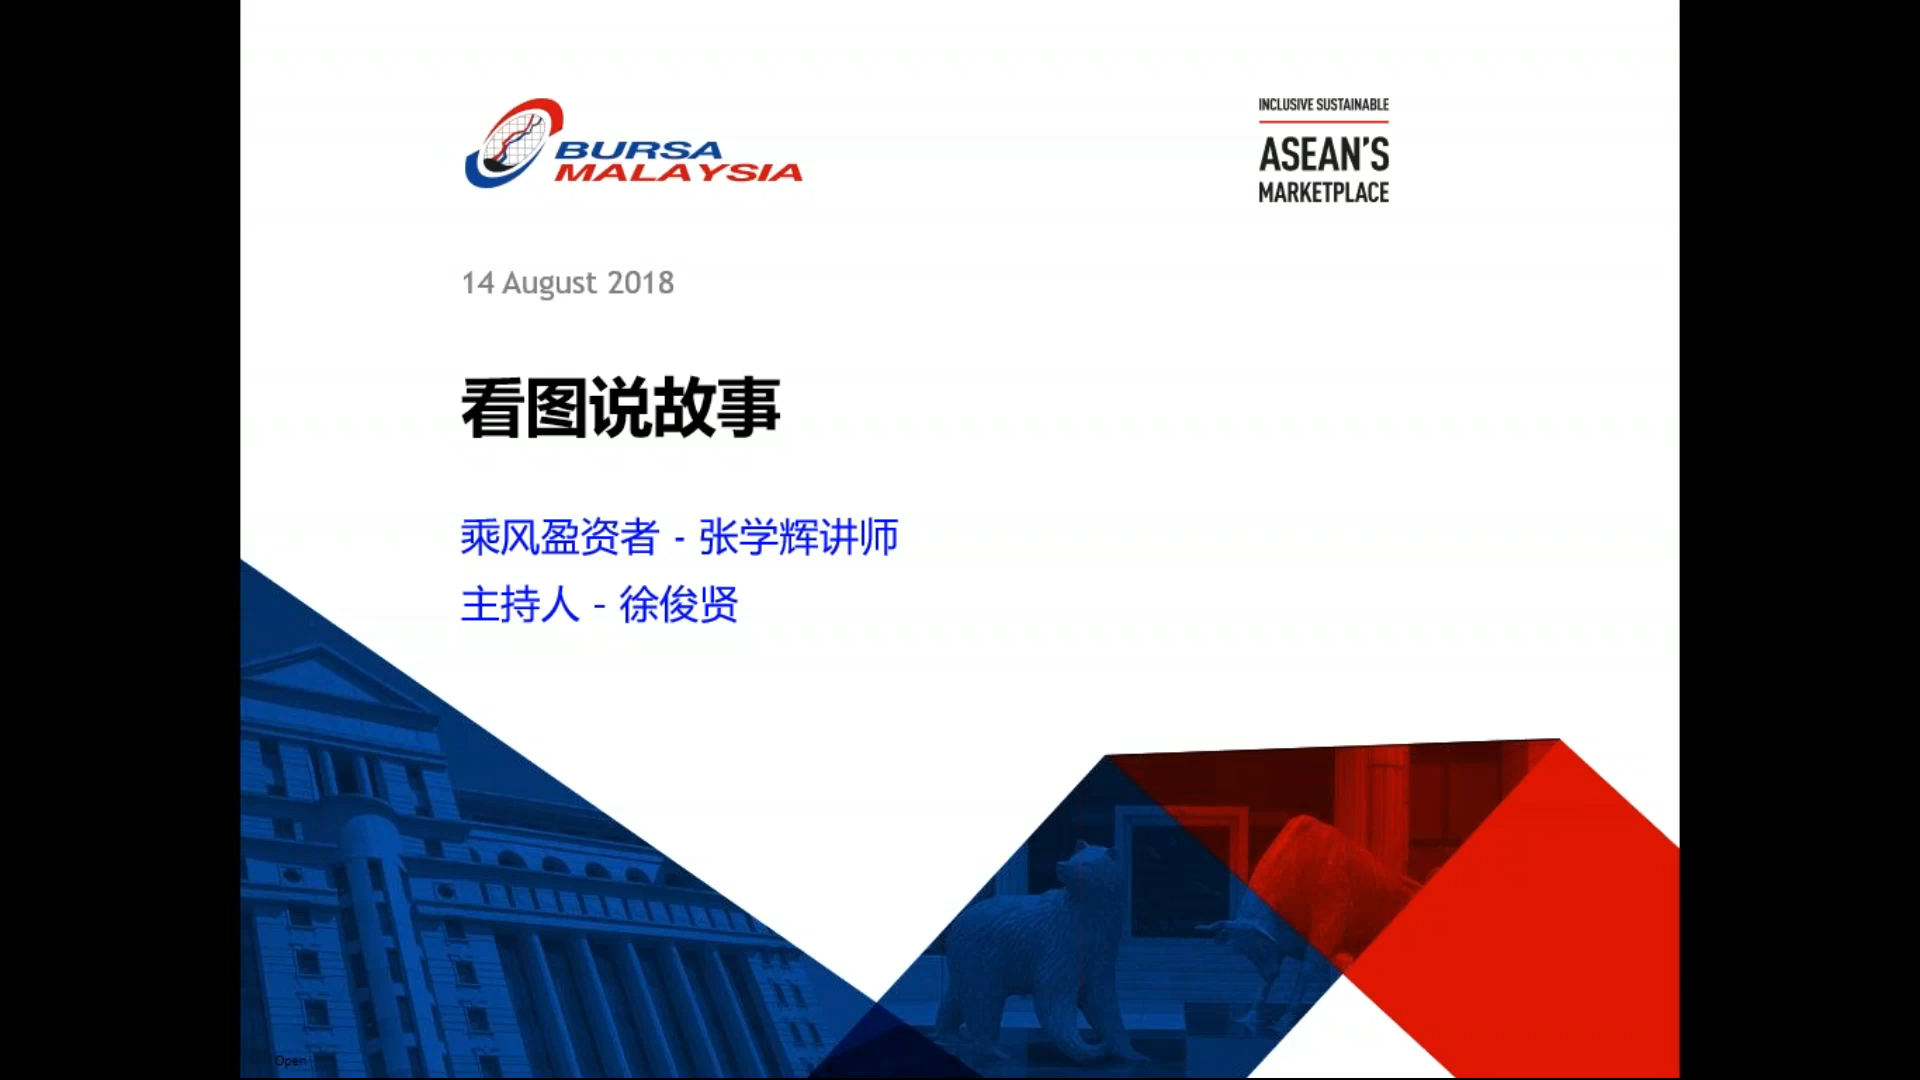 BURSA
MALAYSIA
INCLUSIVE SUSTAINABLE
ASEAN'S
MARKETPLACE
14 August 2018
看图说故事
乘风盈资者 - 张学辉讲师
主持人 - 徐俊贤
Open